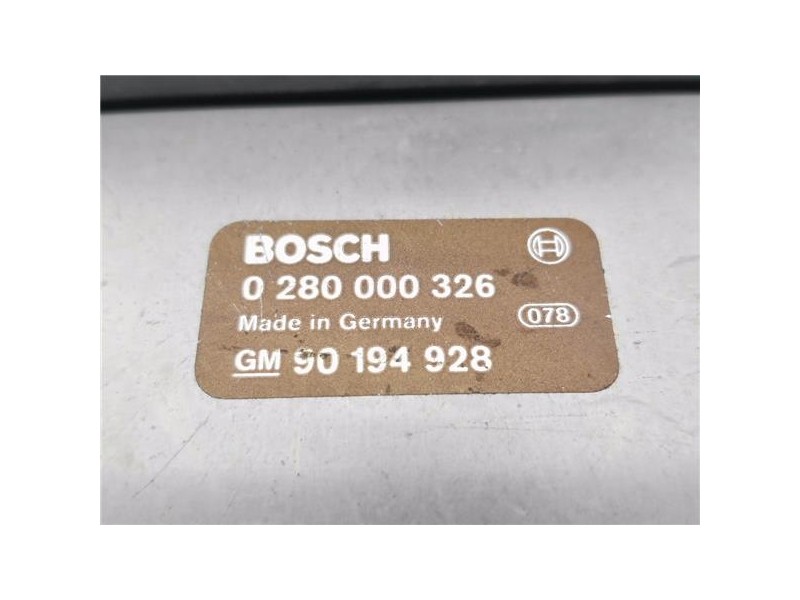 BOSCH
0 280 000 326
Made in Germany 078
GM 90 194 928